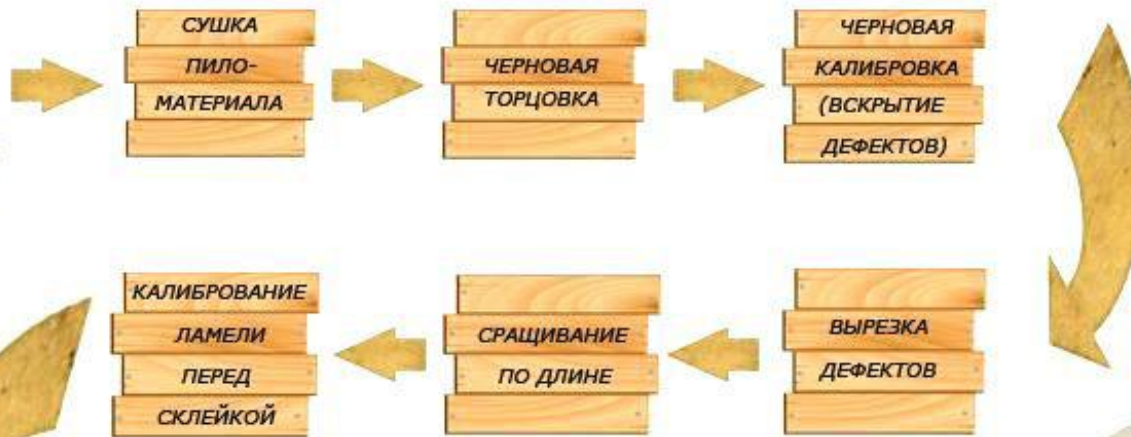 СУШКА
ПИЛО-
МАТЕРИАЛА
ЧЕРНОВАЯ
ТОРЦОВКА
ЧЕРНОВАЯ
КАЛИБРОВКА
(ВСКРЫТИЕ
ДЕФЕКТОВ)
ВЫРЕЗКА
ДЕФЕКТОВ
СРАЩИВАНИЕ
ПО ДЛИНЕ
КАЛИБРОВАНИЕ
ЛАМЕЛИ
ПЕРЕД
СКЛЕЙКОЙ